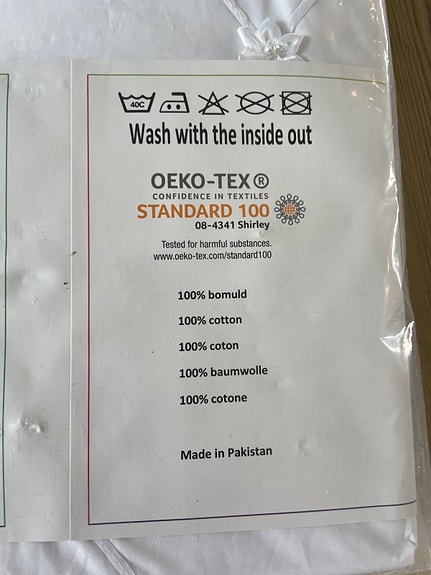 40C
Wash with the inside out
OEKO-TEX®
CONFIDENCE IN TEXTILES
STANDARD 100
08-4341 Shirley
Tested for harmful substances.
www.oeko-tex.com/standard100
100% bomuld
100% cotton
100% coton
100% baumwolle
100% cotone
Made in Pakistan